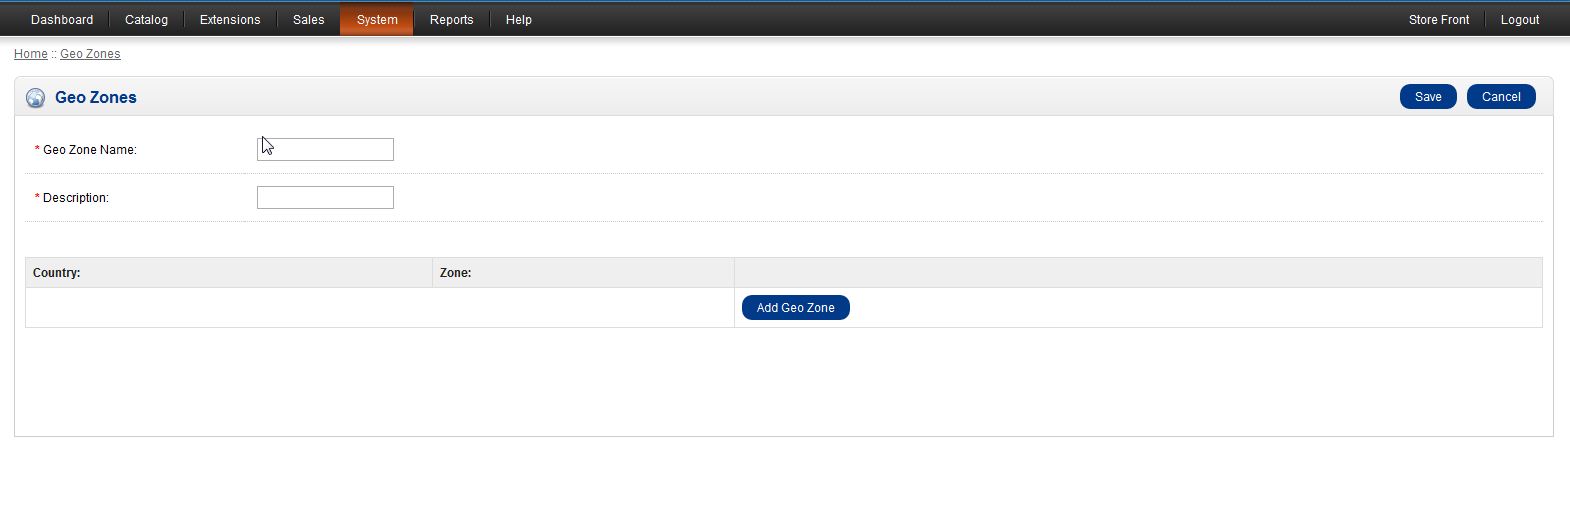 Dashboard Catalog Extensions Sales System Reports Help Store Front Logout
Home :: Geo Zones
Geo Zones Save Cancel
* Geo Zone Name:
* Description:
Country: Zone:
Add Geo Zone